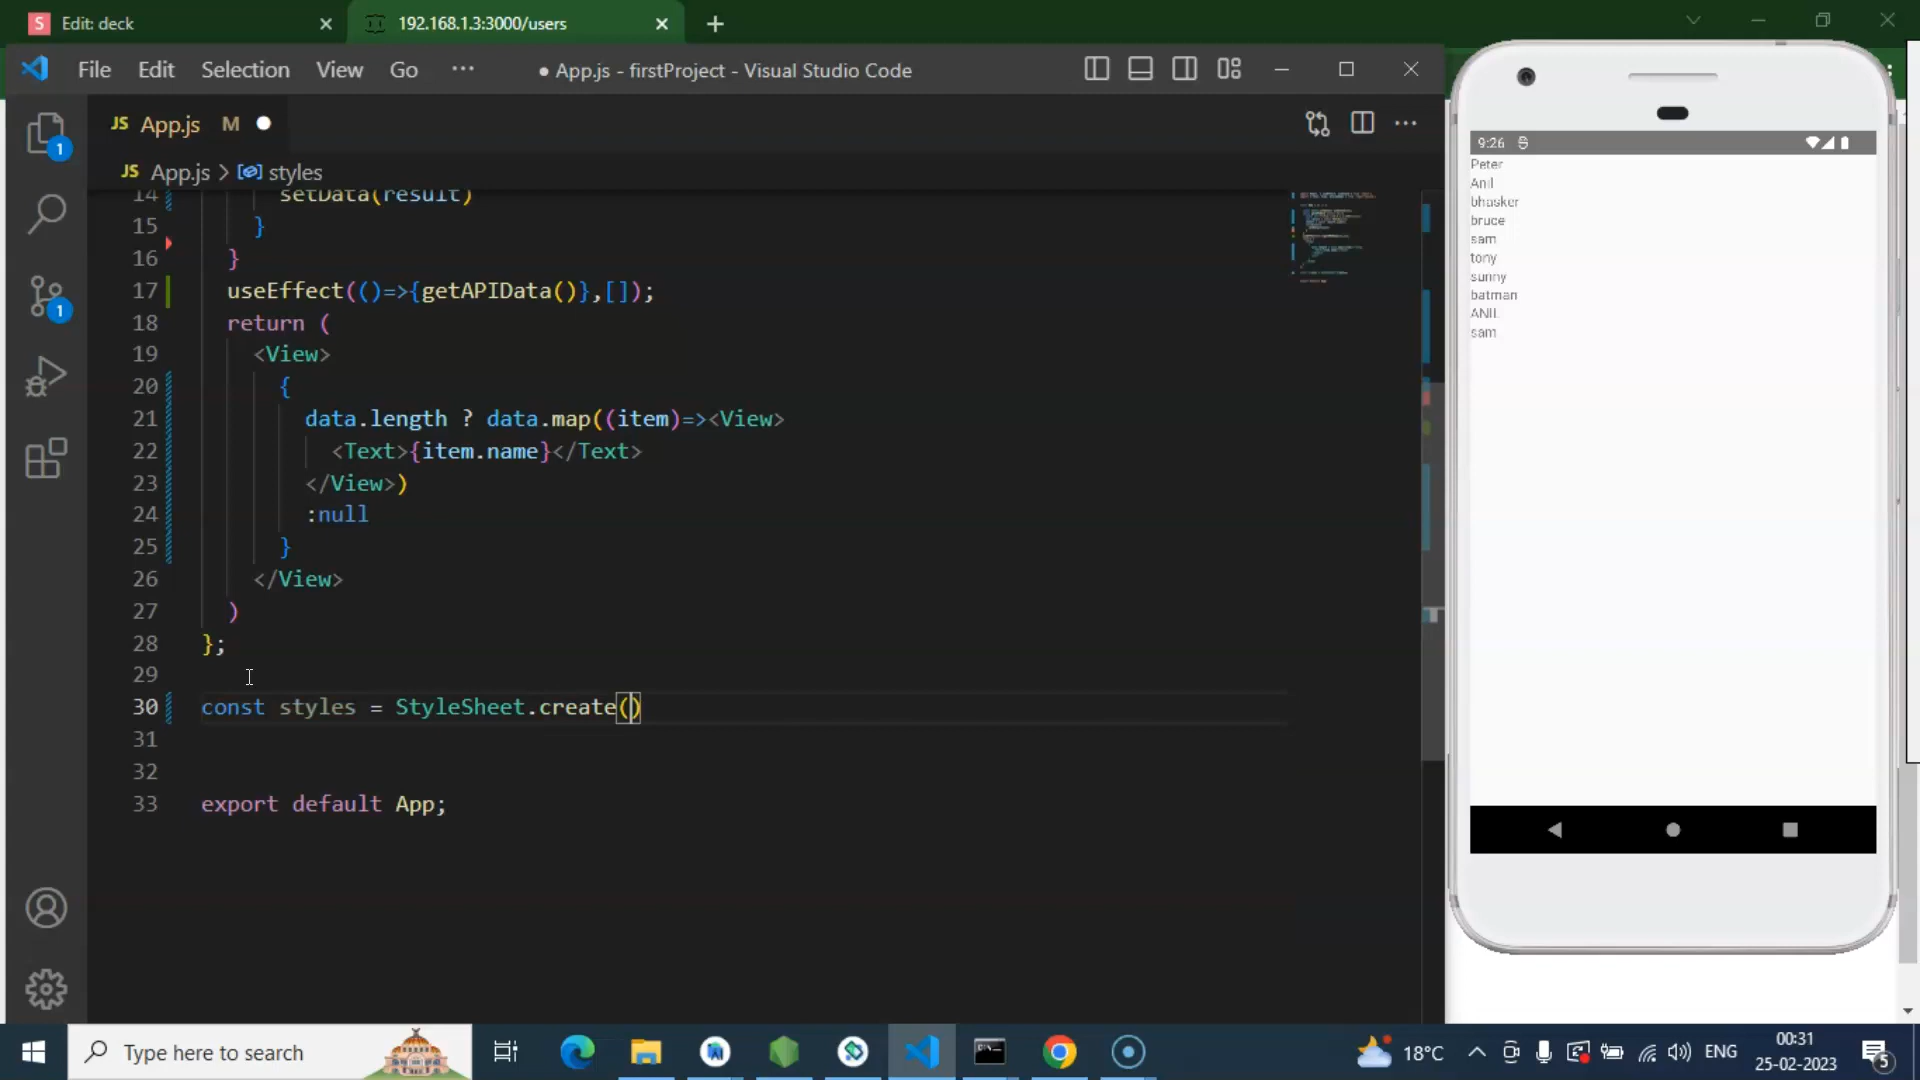 S Edit: deck
192.168.1.3:3000/users
File Edit Selection View Go ··· ● App.js - firstProject - Visual Studio Code
JS App.js M
JS App.js > styles
14 setData(result)
15 }
16 }
17 useEffect(()=>{getAPIData()},[]);
18 return (
19 <View>
20 {
21 data.length ? data.map((item)=><View>
22 <Text>{item.name}</Text>
23 </View>)
24 :null
25 }
26 </View>
27 )
28 };
29
30 const styles = StyleSheet.create()
31
32
33 export default App;
1
1
9:26
Peter
Anil
bhasker
bruce
sam
tony
sunny
batman
ANIL
sam
Type here to search
18°C
ENG
00:31
25-02-2023
5